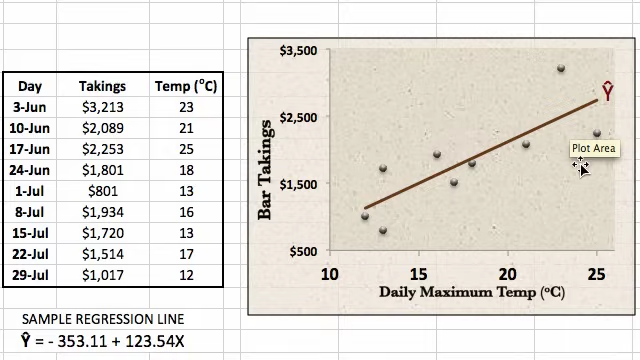 Day Takings Temp (°C)
3-Jun $3,213 23
10-Jun $2,089 21
17-Jun $2,253 25
24-Jun $1,801 18
1-Jul $801 13
8-Jul $1,934 16
15-Jul $1,720 13
22-Jul $1,514 17
29-Jul $1,017 12
SAMPLE REGRESSION LINE
Ŷ = - 353.11 + 123.54X
Bar Takings
$3,500
$2,500
$1,500
$500
Ŷ
Plot Area
10 15 20 25
Daily Maximum Temp (°C)